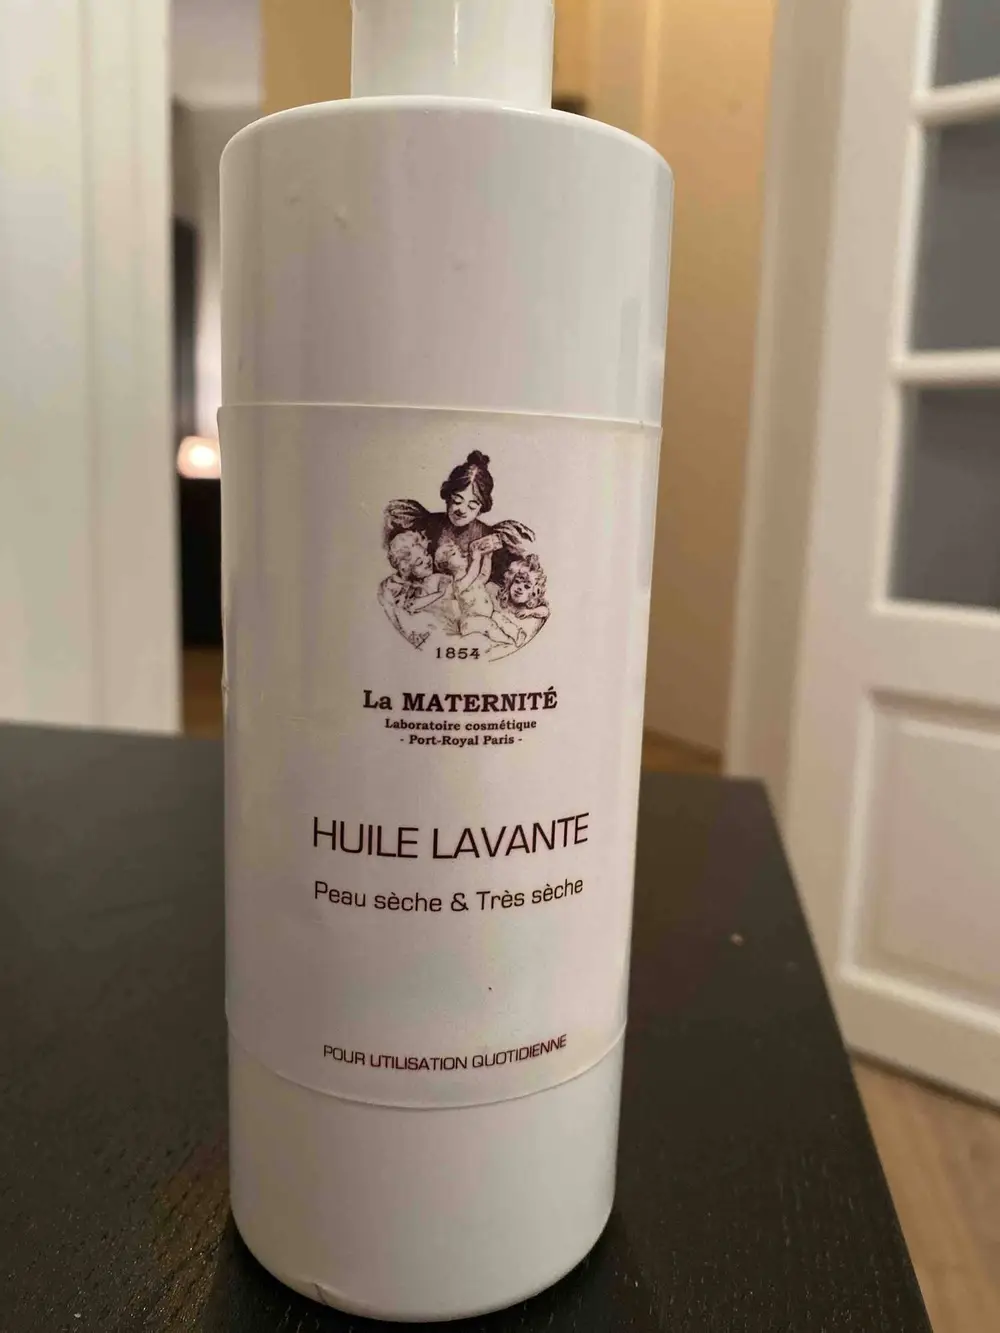 1854
La MATERNITÉ
Laboratoire cosmétique
- Port-Royal Paris -
HUILE LAVANTE
Peau sèche & Très sèche
POUR UTILISATION QUOTIDIENNE